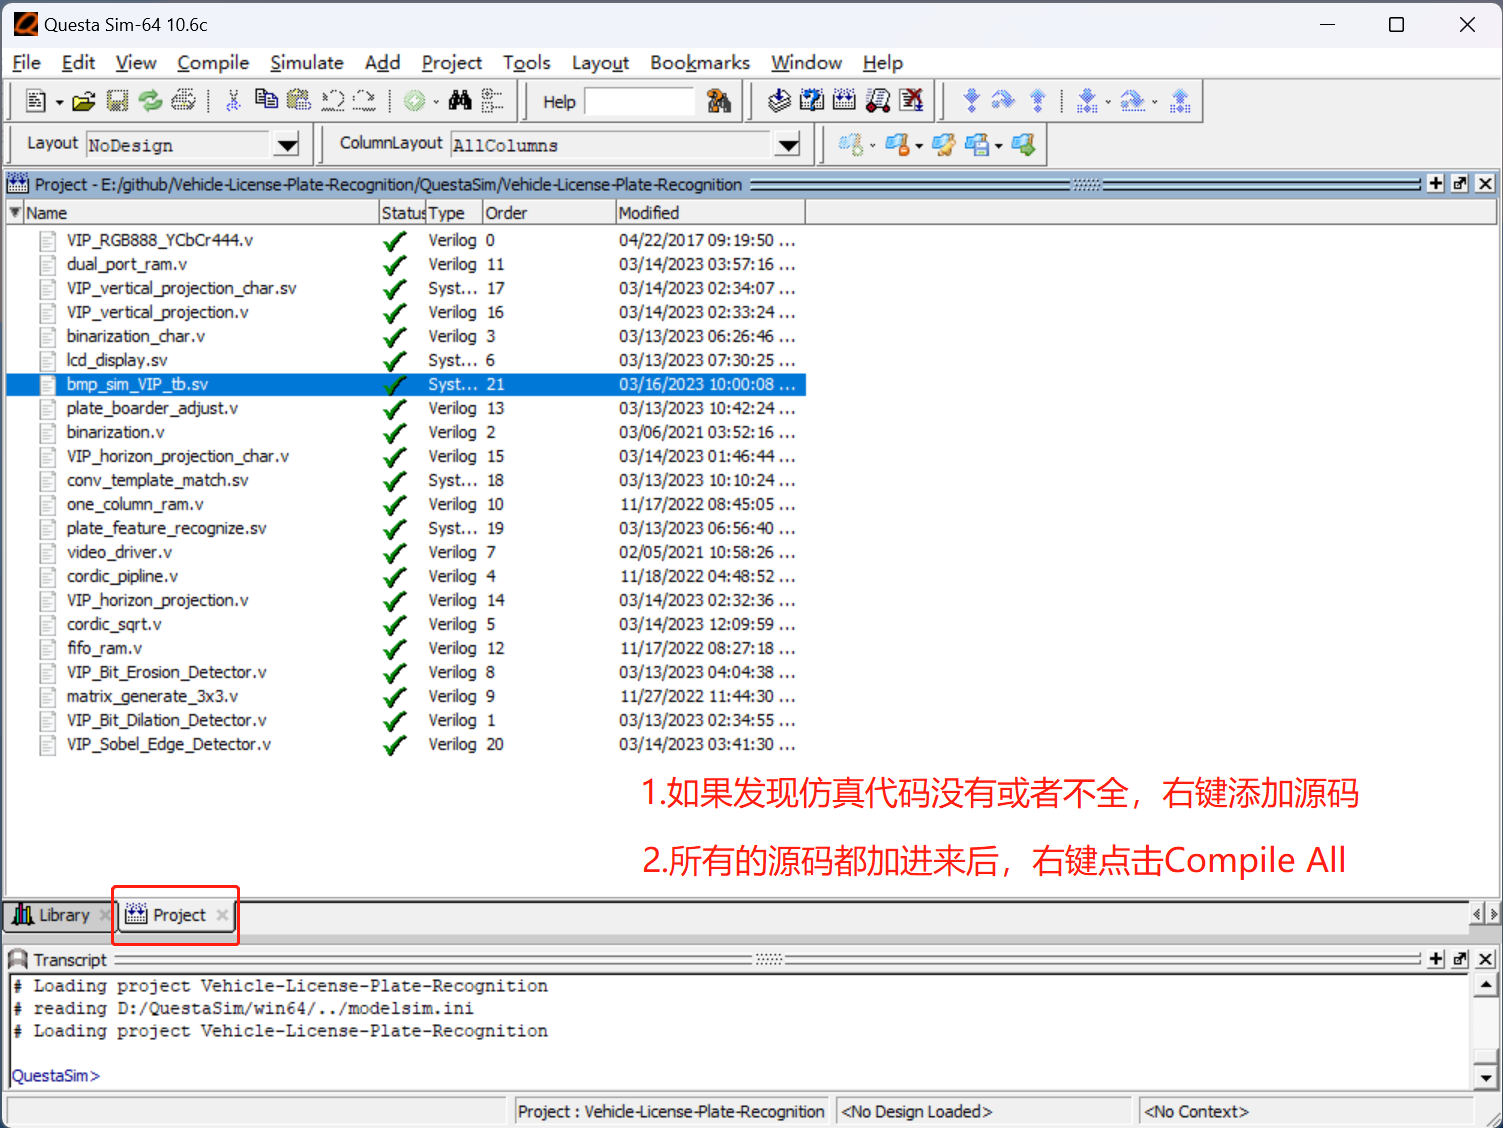 Questa Sim-64 10.6c
File Edit View Compile Simulate Add Project Tools Layout Bookmarks Window Help
Help
Layout NoDesign ColumnLayout AllColumns
Project - E:/github/Vehicle-License-Plate-Recognition/QuestaSim/Vehicle-License-Plate-Recognition
Name Status Type Order Modified
VIP_RGB888_YCbCr444.v Verilog 0 04/22/2017 09:19:50 ...
dual_port_ram.v Verilog 11 03/14/2023 03:57:16 ...
VIP_vertical_projection_char.sv Syst... 17 03/14/2023 02:34:07 ...
VIP_vertical_projection.v Verilog 16 03/14/2023 02:33:24 ...
binarization_char.v Verilog 3 03/13/2023 06:26:46 ...
lcd_display.sv Syst... 6 03/13/2023 07:30:25 ...
bmp_sim_VIP_tb.sv Syst... 21 03/16/2023 10:00:08 ...
plate_boarder_adjust.v Verilog 13 03/13/2023 10:42:24 ...
binarization.v Verilog 2 03/06/2021 03:52:16 ...
VIP_horizon_projection_char.v Verilog 15 03/14/2023 01:46:44 ...
conv_template_match.sv Syst... 18 03/13/2023 10:10:24 ...
one_column_ram.v Verilog 10 11/17/2022 08:45:05 ...
plate_feature_recognize.sv Syst... 19 03/13/2023 06:56:40 ...
video_driver.v Verilog 7 02/05/2021 10:58:26 ...
cordic_pipline.v Verilog 4 11/18/2022 04:48:52 ...
VIP_horizon_projection.v Verilog 14 03/14/2023 02:32:36 ...
cordic_sqrt.v Verilog 5 03/14/2023 12:09:59 ...
fifo_ram.v Verilog 12 11/17/2022 08:27:18 ...
VIP_Bit_Erosion_Detector.v Verilog 8 03/13/2023 04:04:38 ...
matrix_generate_3x3.v Verilog 9 11/27/2022 11:44:30 ...
VIP_Bit_Dilation_Detector.v Verilog 1 03/13/2023 02:34:55 ...
VIP_Sobel_Edge_Detector.v Verilog 20 03/14/2023 03:41:30 ...
1.如果发现仿真代码没有或者不全，右键添加源码
2.所有的源码都加进来后，右键点击Compile All
Library Project
Transcript
# Loading project Vehicle-License-Plate-Recognition
# reading D:/QuestaSim/win64/../modelsim.ini
# Loading project Vehicle-License-Plate-Recognition
QuestaSim>
Project : Vehicle-License-Plate-Recognition <No Design Loaded> <No Context>